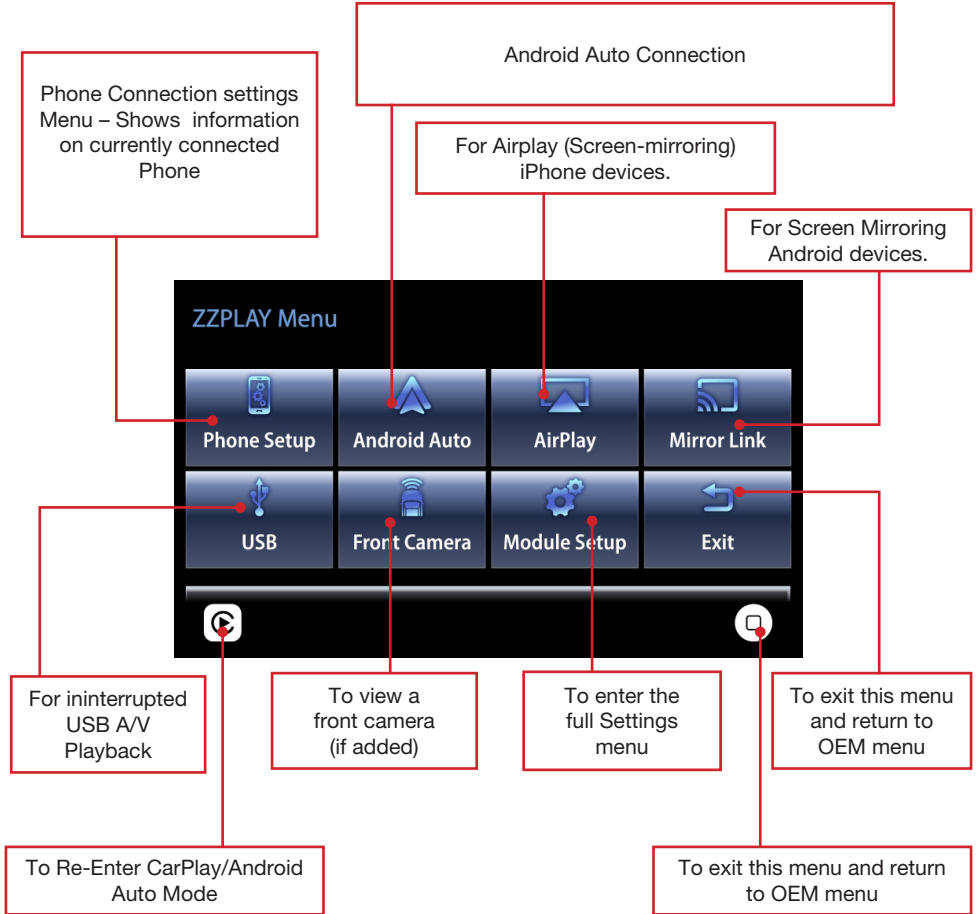 Android Auto Connection
Phone Connection settings
Menu – Shows information
on currently connected
Phone
For Airplay (Screen-mirroring)
iPhone devices.
For Screen Mirroring
Android devices.
ZZPLAY Menu
Phone Setup
Android Auto
AirPlay
Mirror Link
USB
Front Camera
Module Setup
Exit
For ininterrupted
USB A/V
Playback
To view a
front camera
(if added)
To enter the
full Settings
menu
To exit this menu
and return to
OEM menu
To Re-Enter CarPlay/Android
Auto Mode
To exit this menu and return
to OEM menu